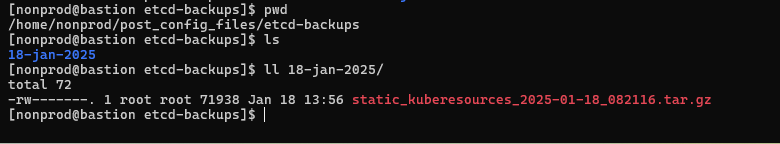 [nonprod@bastion etcd-backups]$ pwd
/home/nonprod/post_config_files/etcd-backups
[nonprod@bastion etcd-backups]$ ls
18-jan-2025
[nonprod@bastion etcd-backups]$ ll 18-jan-2025/
total 72
-rw-------. 1 root root 71938 Jan 18 13:56 static_kuberesources_2025-01-18_082116.tar.gz
[nonprod@bastion etcd-backups]$